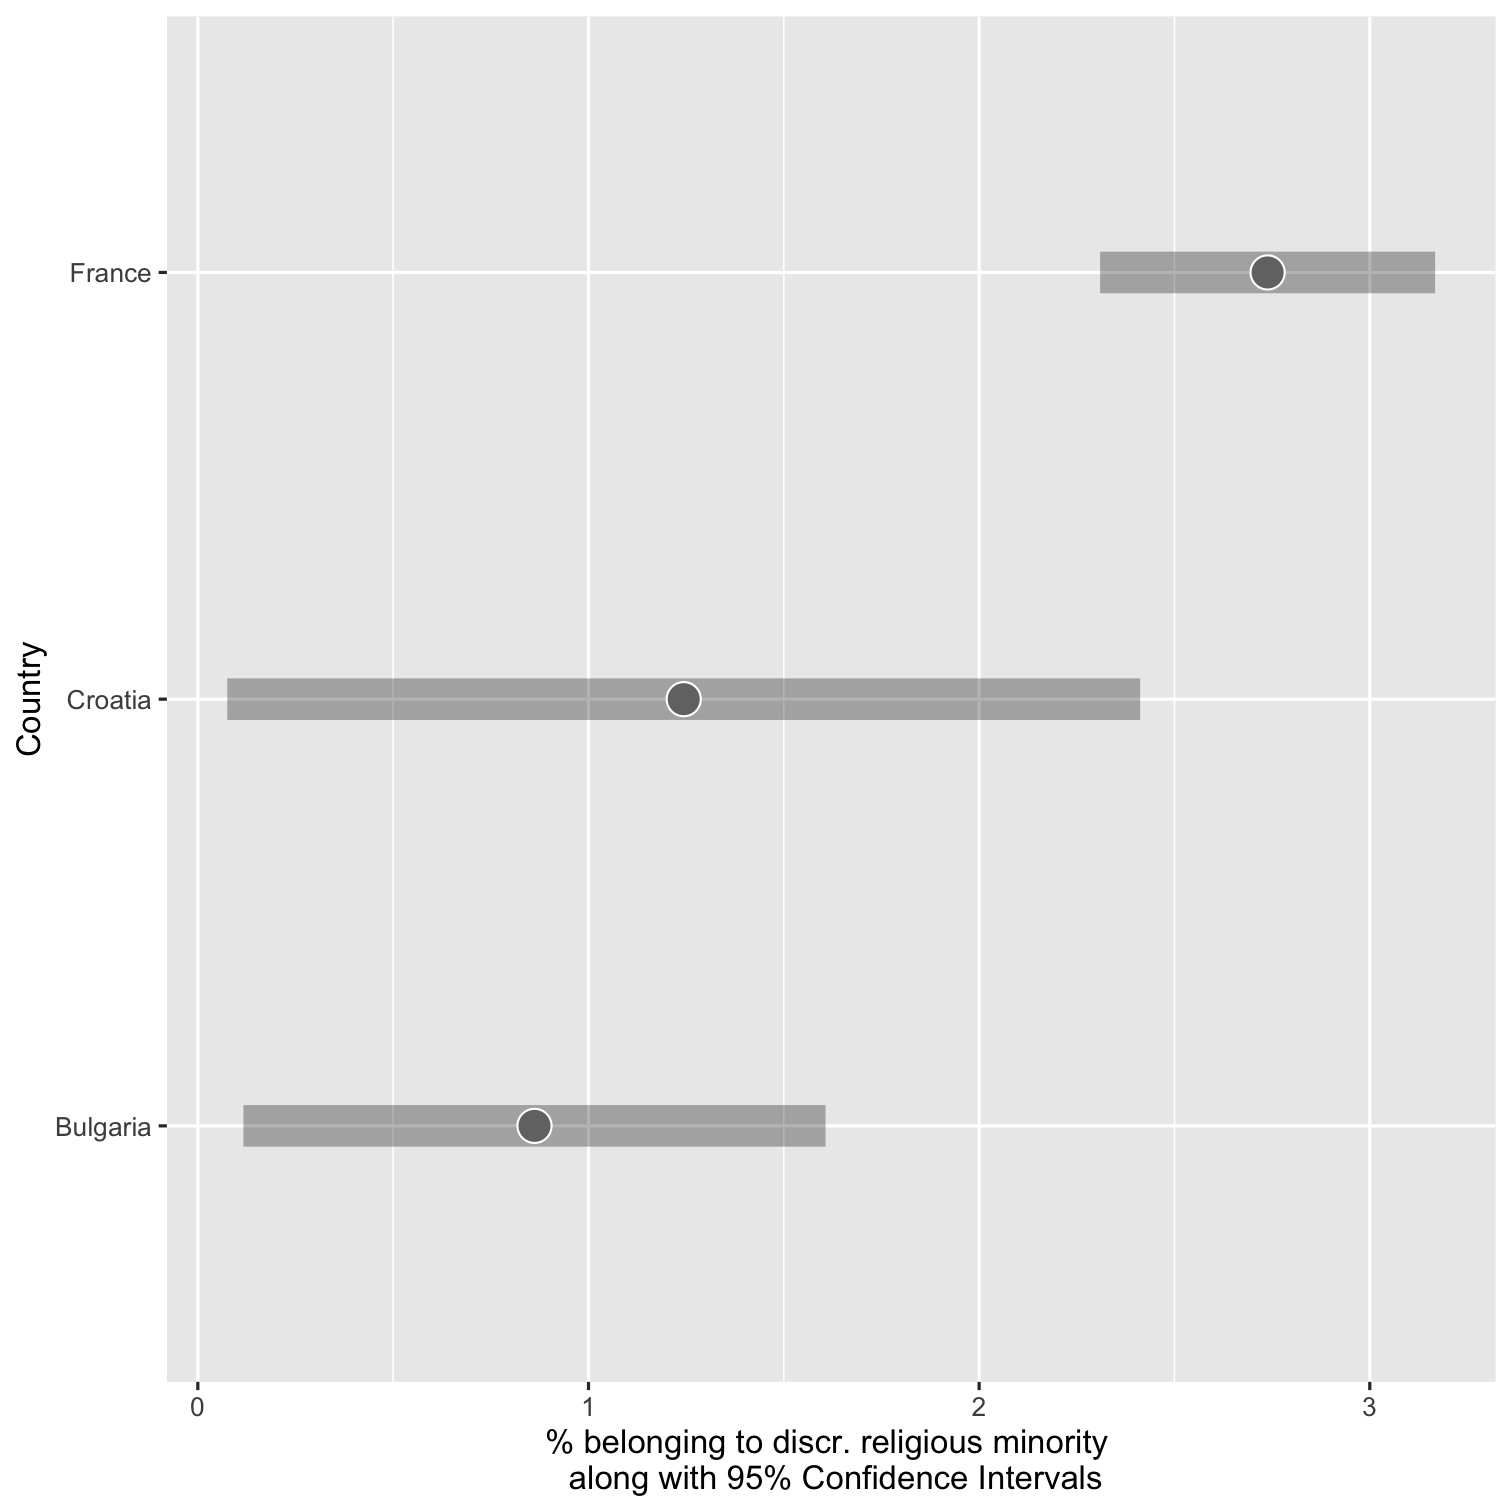 Country
France
Croatia
Bulgaria
0 1 2 3
% belonging to discr. religious minority
along with 95% Confidence Intervals